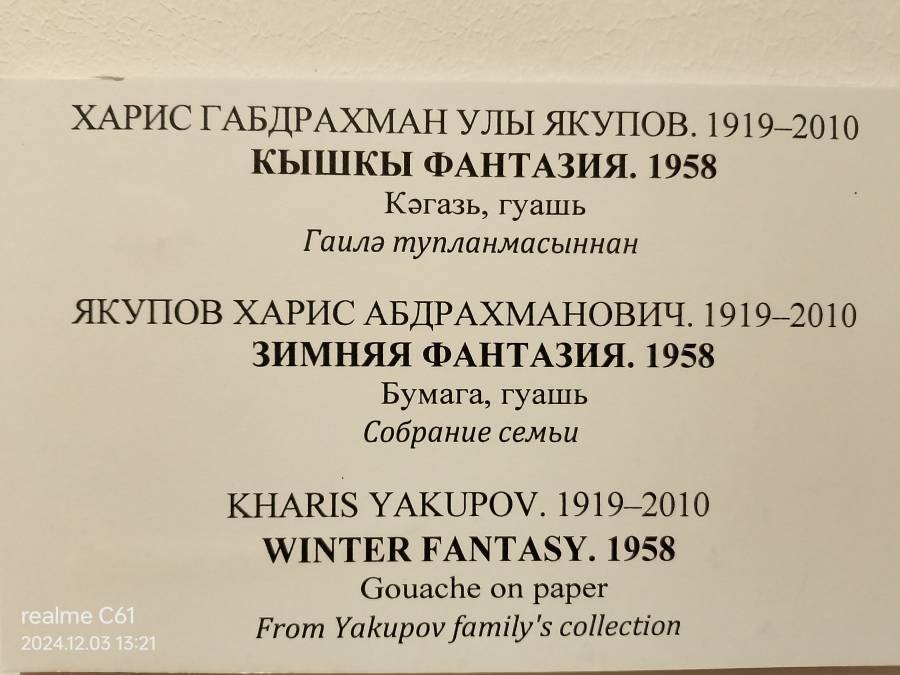 ХАРИС ГАБДРАХМАН УЛЫ ЯКУПОВ. 1919–2010
КЫШКЫ ФАНТАЗИЯ. 1958
Кәгазь, гуашь
Гаилә тупланмасыннан
ЯКУПОВ ХАРИС АБДРАХМАНОВИЧ. 1919–2010
ЗИМНЯЯ ФАНТАЗИЯ. 1958
Бумага, гуашь
Собрание семьи
KHARIS YAKUPOV. 1919–2010
WINTER FANTASY. 1958
Gouache on paper
From Yakupov family's collection
realme C61
2024.12.03 13:21